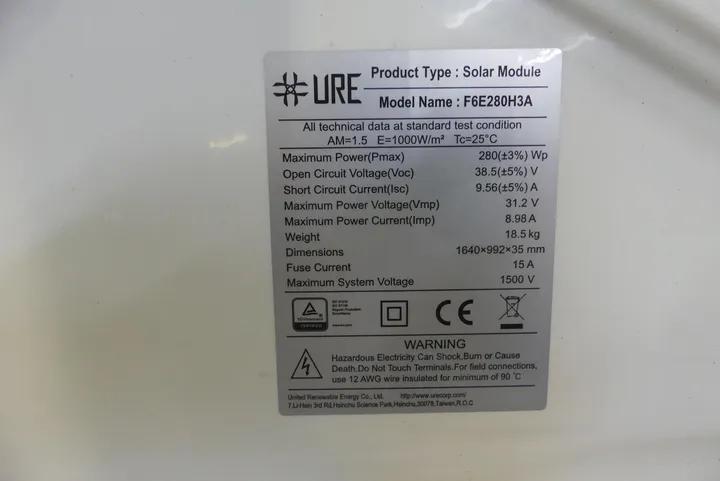 URE
Product Type : Solar Module
Model Name : F6E280H3A
All technical data at standard test condition
AM=1.5 E=1000W/m² Tc=25°C
Maximum Power(Pmax) 280(±3%) Wp
Open Circuit Voltage(Voc) 38.5(±5%) V
Short Circuit Current(Isc) 9.56(±5%) A
Maximum Power Voltage(Vmp) 31.2 V
Maximum Power Current(Imp) 8.98 A
Weight 18.5 kg
Dimensions 1640×992×35 mm
Fuse Current 15 A
Maximum System Voltage 1500 V
CERTIFIED
CE
WARNING
Hazardous Electricity Can Shock,Burn or Cause
Death.Do Not Touch Terminals.For field connections,
use 12 AWG wire insulated for minimum of 90 °C
United Renewable Energy Co., Ltd. http://www.urecorp.com/
7,Li-Hsin 3rd Rd,Hsinchu Science Park,Hsinchu,30078,Taiwan,R.O.C